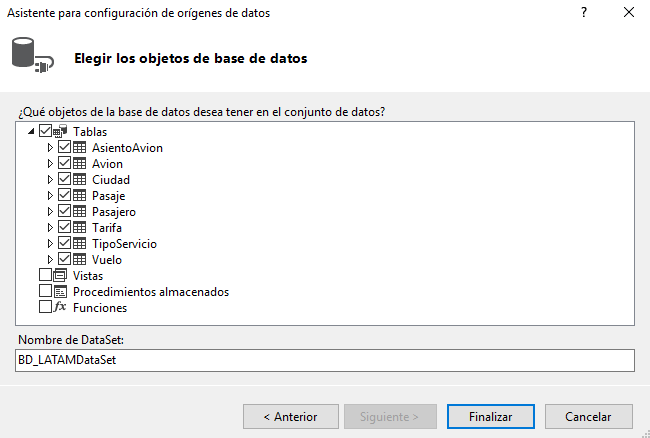 Asistente para configuración de orígenes de datos
?
Elegir los objetos de base de datos
¿Qué objetos de la base de datos desea tener en el conjunto de datos?
Tablas
AsientoAvion
Avion
Ciudad
Pasaje
Pasajero
Tarifa
TipoServicio
Vuelo
Vistas
Procedimientos almacenados
fx Funciones
Nombre de DataSet:
BD_LATAMDataSet
< Anterior Siguiente > Finalizar Cancelar